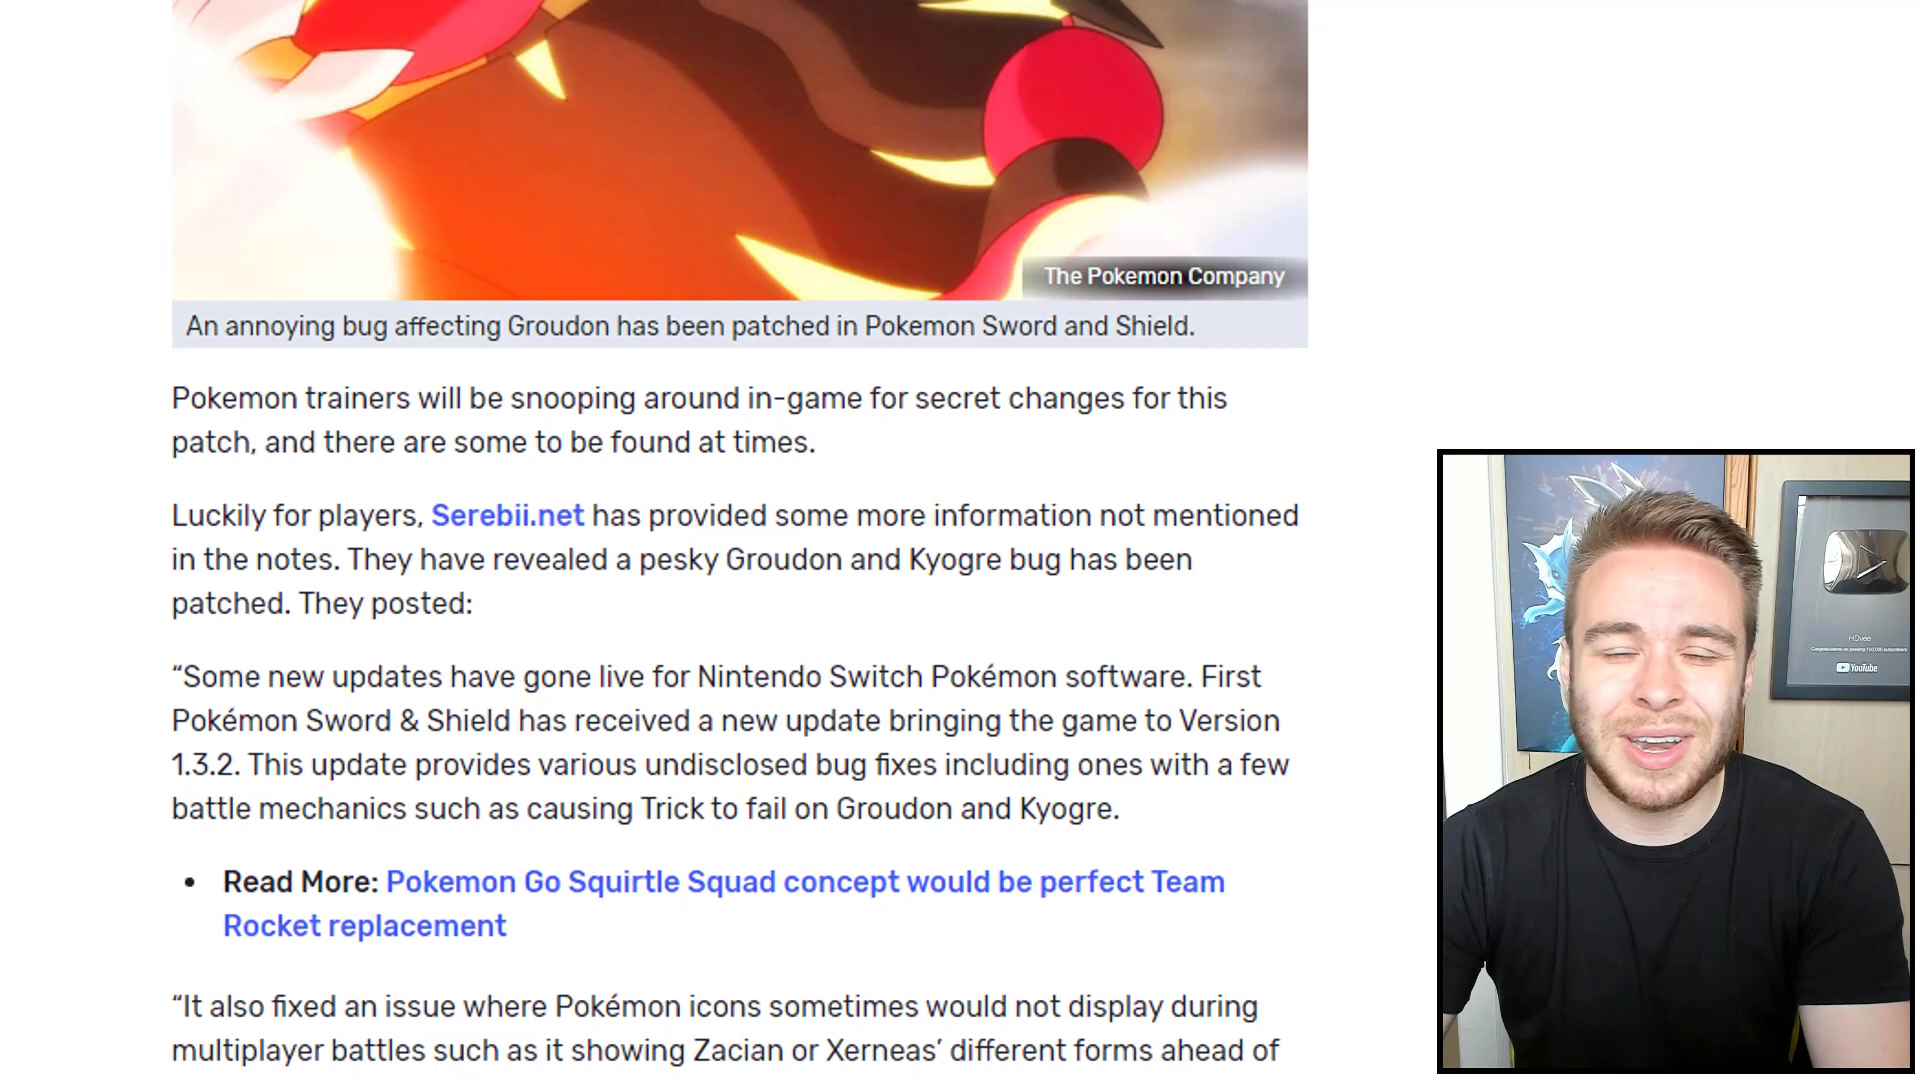 The Pokemon Company
An annoying bug affecting Groudon has been patched in Pokemon Sword and Shield.
Pokemon trainers will be snooping around in-game for secret changes for this
patch, and there are some to be found at times.
Luckily for players, Serebii.net has provided some more information not mentioned
in the notes. They have revealed a pesky Groudon and Kyogre bug has been
patched. They posted:
“Some new updates have gone live for Nintendo Switch Pokémon software. First
Pokémon Sword & Shield has received a new update bringing the game to Version
1.3.2. This update provides various undisclosed bug fixes including ones with a few
battle mechanics such as causing Trick to fail on Groudon and Kyogre.
• Read More: Pokemon Go Squirtle Squad concept would be perfect Team
Rocket replacement
“It also fixed an issue where Pokémon icons sometimes would not display during
multiplayer battles such as it showing Zacian or Xerneas’ different forms ahead of
HDvee
Congratulations on passing 100,000 subscribers
YouTube